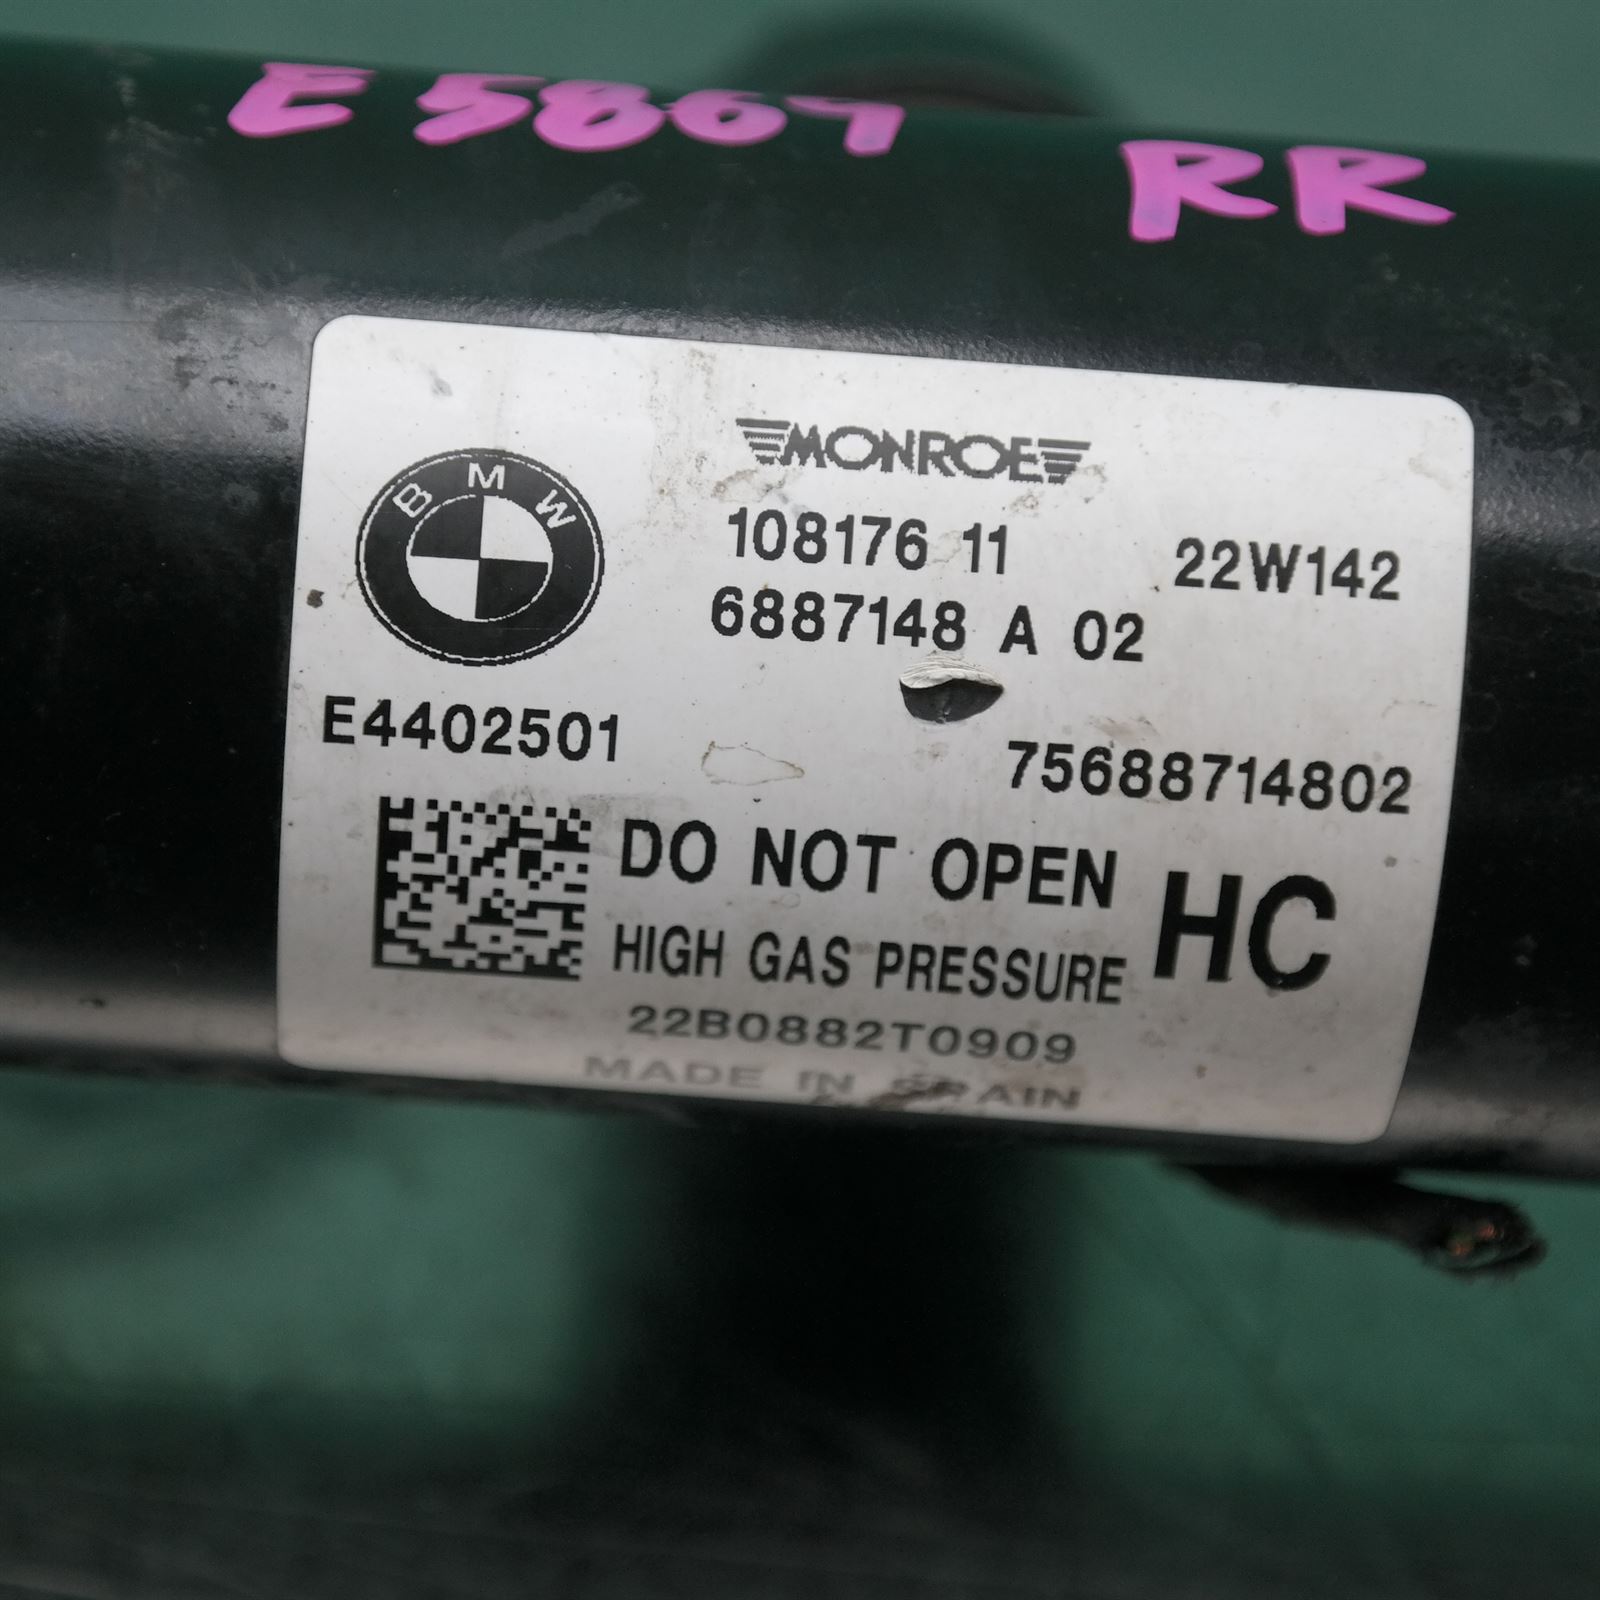 E5869 RR
BMW
MONROE
108176 11 22W142
6887148 A 02
E4402501 75688714802
DO NOT OPEN HC
HIGH GAS PRESSURE
22B0882T0909
MADE IN SPAIN